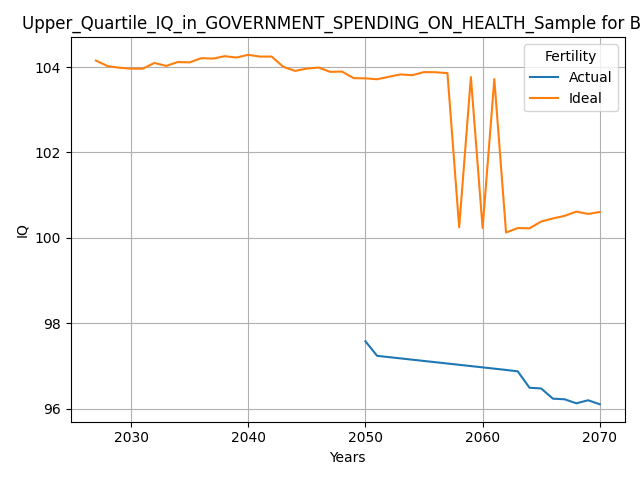 Upper_Quartile_IQ_in_GOVERNMENT_SPENDING_ON_HEALTH_Sample for B
Fertility
Actual
Ideal
104
102
100
98
96
IQ
2030 2040 2050 2060 2070
Years